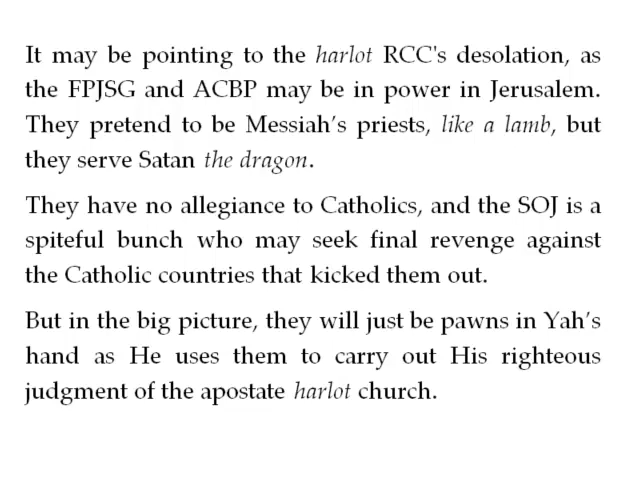 It may be pointing to the harlot RCC's desolation, as
the FPJSG and ACBP may be in power in Jerusalem.
They pretend to be Messiah’s priests, like a lamb, but
they serve Satan the dragon.
They have no allegiance to Catholics, and the SOJ is a
spiteful bunch who may seek final revenge against
the Catholic countries that kicked them out.
But in the big picture, they will just be pawns in Yah’s
hand as He uses them to carry out His righteous
judgment of the apostate harlot church.